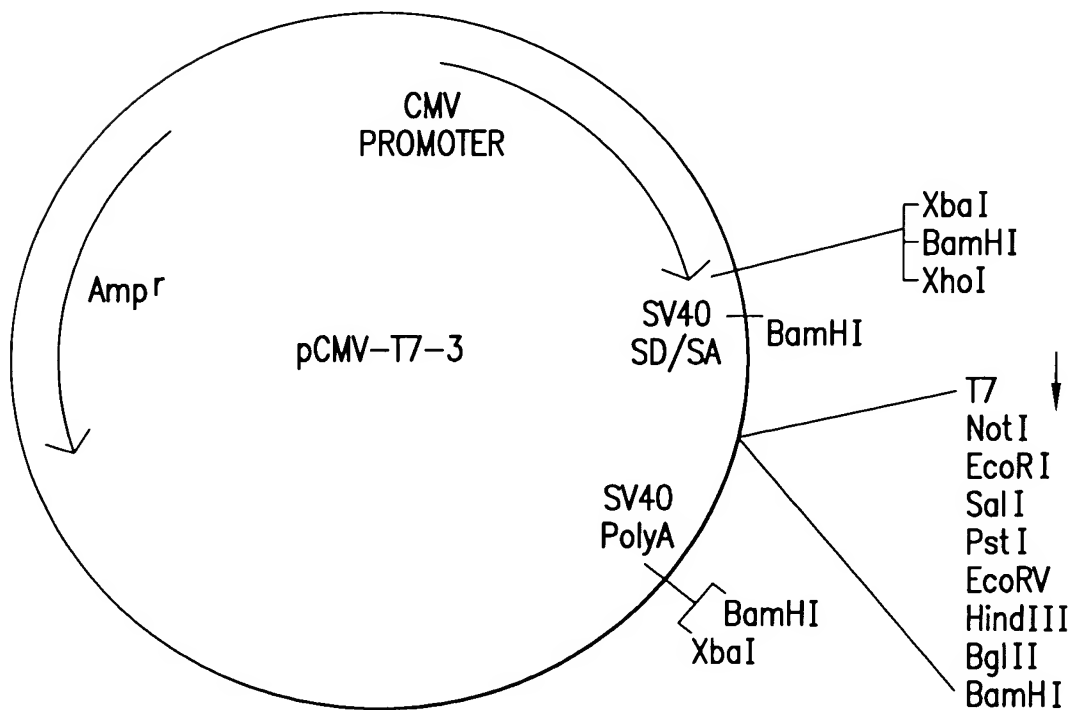 CMV
PROMOTER
XbaI
BamHI
XhoI
Ampʳ
pCMV-T7-3
SV40
SD/SA
BamHI
T7
NotI
EcoRI
SalI
PstI
EcoRV
HindIII
BglII
BamHI
SV40
PolyA
BamHI
XbaI